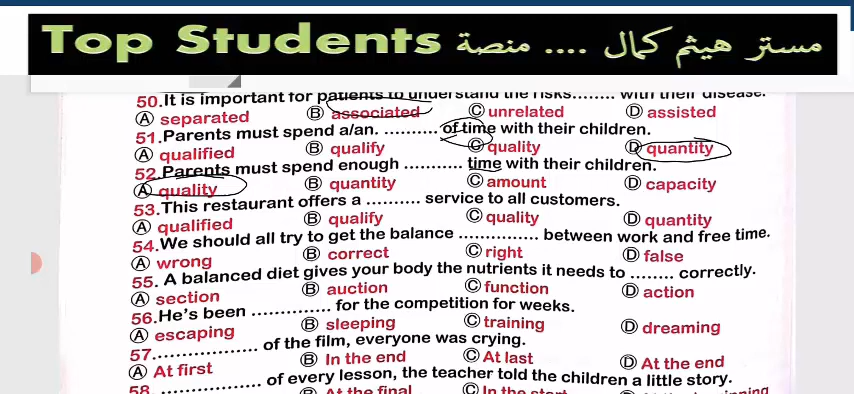 Top Students مستر هيثم كمال .... منصة
50.It is important for patients to understand the risks........ with their disease.
Ⓐ separated Ⓑ associated Ⓒ unrelated Ⓓ assisted
51.Parents must spend a/an. .......... of time with their children.
Ⓐ qualified Ⓑ qualify Ⓒ quality Ⓓ quantity
52.Parents must spend enough ........... time with their children.
Ⓐ quality Ⓑ quantity Ⓒ amount Ⓓ capacity
53.This restaurant offers a .......... service to all customers.
Ⓐ qualified Ⓑ qualify Ⓒ quality Ⓓ quantity
54.We should all try to get the balance ............... between work and free time.
Ⓐ wrong Ⓑ correct Ⓒ right Ⓓ false
55. A balanced diet gives your body the nutrients it needs to ........ correctly.
Ⓐ section Ⓑ auction Ⓒ function Ⓓ action
56.He’s been .............. for the competition for weeks.
Ⓐ escaping Ⓑ sleeping Ⓒ training Ⓓ dreaming
57.................. of the film, everyone was crying.
Ⓐ At first Ⓑ In the end Ⓒ At last Ⓓ At the end
58. ................. of every lesson, the teacher told the children a little story.
Ⓑ At the final Ⓒ In the start